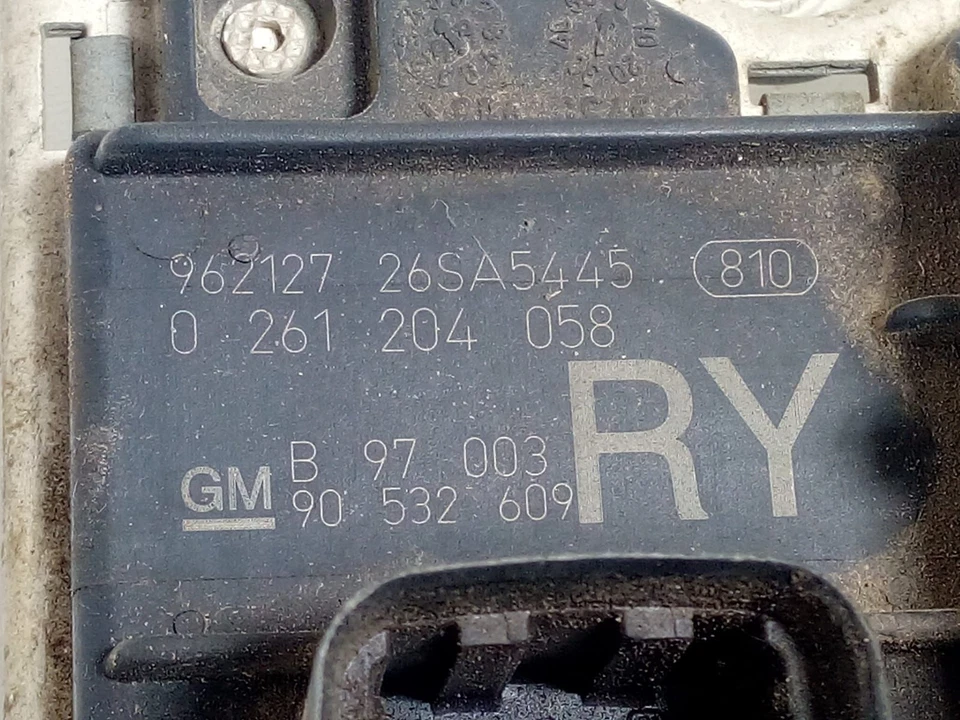 962127 26SA5445 810
0 261 204 058
RY
B 97 003
GM
90 532 609